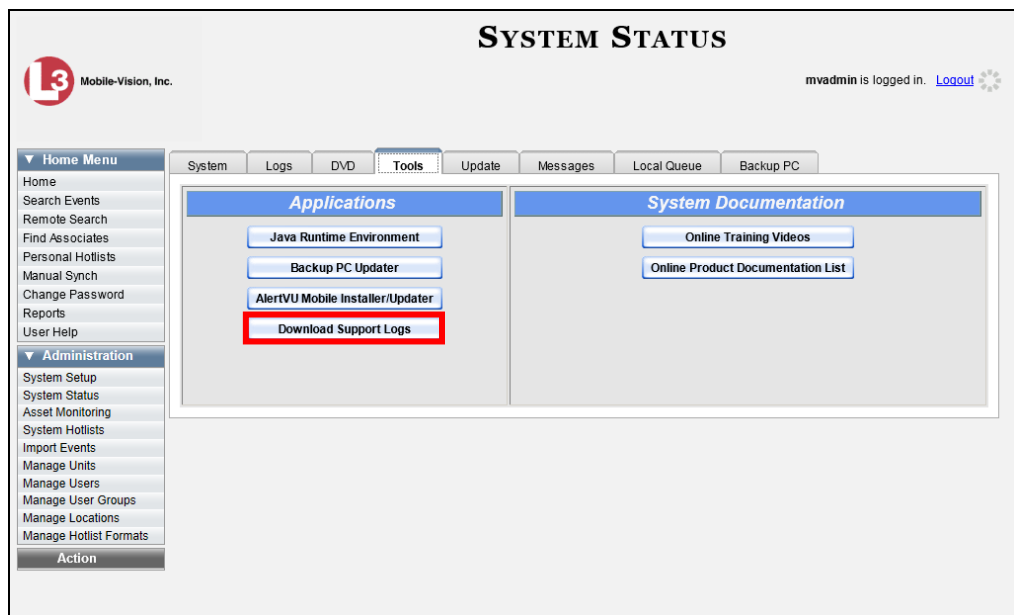 SYSTEM STATUS
L3 Mobile-Vision, Inc.
mvadmin is logged in. Logout
▼ Home Menu
Home
Search Events
Remote Search
Find Associates
Personal Hotlists
Manual Synch
Change Password
Reports
User Help
▼ Administration
System Setup
System Status
Asset Monitoring
System Hotlists
Import Events
Manage Units
Manage Users
Manage User Groups
Manage Locations
Manage Hotlist Formats
Action
System Logs DVD Tools Update Messages Local Queue Backup PC
Applications
Java Runtime Environment
Backup PC Updater
AlertVU Mobile Installer/Updater
Download Support Logs
System Documentation
Online Training Videos
Online Product Documentation List